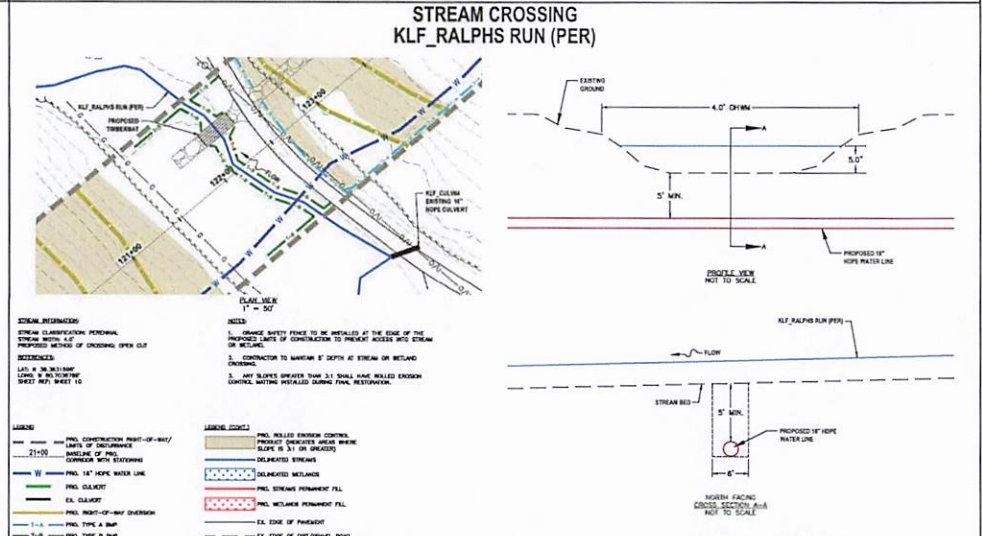 STREAM CROSSING
KLF_RALPHS RUN (PER)
KLF_RALPHS RUN (PER)
PROPOSED
TIMBERMAT
123+00
FLOW
122+00
121+00
EXISTING 18"
HDPE CULVERT
PLAN VIEW
1" = 50'
EXISTING
GROUND
4.0' OHWM
A
5.0"
5' MIN.
A
PROPOSED 18"
HDPE WATER LINE
PROFILE VIEW
NOT TO SCALE
STREAM INFORMATION:
STREAM CLASSIFICATION: PERENNIAL
STREAM WIDTH: 4.0'
PROPOSED METHOD OF CROSSING: OPEN CUT
REFERENCES:
SHEET REF: SHEET 10
NOTES:
1. ORANGE SAFETY FENCE TO BE INSTALLED AT THE EDGE OF THE
PROPOSED LIMITS OF CONSTRUCTION TO PREVENT ACCESS INTO STREAM
OR WETLAND.
CONTRACTOR TO MAINTAIN 5' DEPTH AT STREAM OR WETLAND
CROSSING.
3. ANY SLOPES GREATER THAN 3:1 SHALL HAVE ROLLED EROSION
CONTROL MATTING INSTALLED DURING FINAL RESTORATION.
KLF_RALPHS RUN (PER)
FLOW
STREAM BED
5' MIN.
PROPOSED 18" HDPE
WATER LINE
6'
NORTH FACING
CROSS SECTION A-A
NOT TO SCALE
LEGEND
PRO. CONSTRUCTION RIGHT-OF-WAY/
LIMITS OF DISTURBANCE
21+00
BASELINE OF PRO.
CORRIDOR WITH STATIONING
W
PRO. 18" HDPE WATER LINE
PRO. CULVERT
EX. CULVERT
PRO. RIGHT-OF-WAY DIVERSION
PRO. TYPE A BMP
PRO. TYPE B BMP
LEGEND (CONT.)
PRO. ROLLED EROSION CONTROL
PRODUCT (INDICATES AREAS WHERE
SLOPE IS 3:1 OR GREATER)
DELINEATED STREAMS
DELINEATED WETLANDS
PRO. STREAMS PERMANENT FILL
PRO. WETLANDS PERMANENT FILL
EX. EDGE OF PAVEMENT